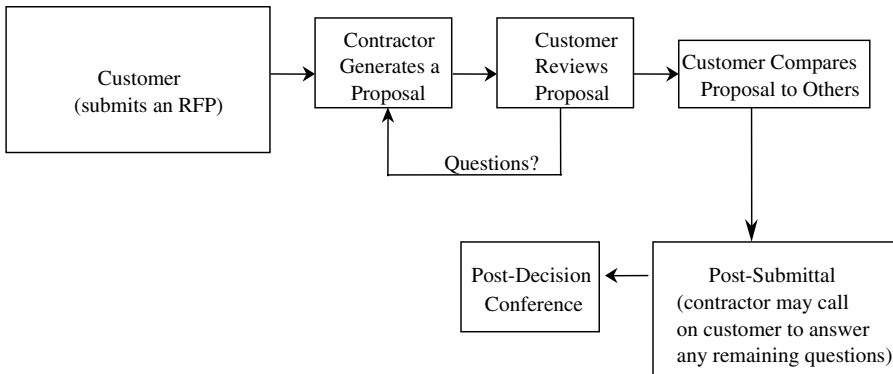 Customer
(submits an RFP)
Contractor
Generates a
Proposal
Customer
Reviews
Proposal
Customer Compares
Proposal to Others
Questions?
Post-Decision
Conference
Post-Submittal
(contractor may call
on customer to answer
any remaining questions)